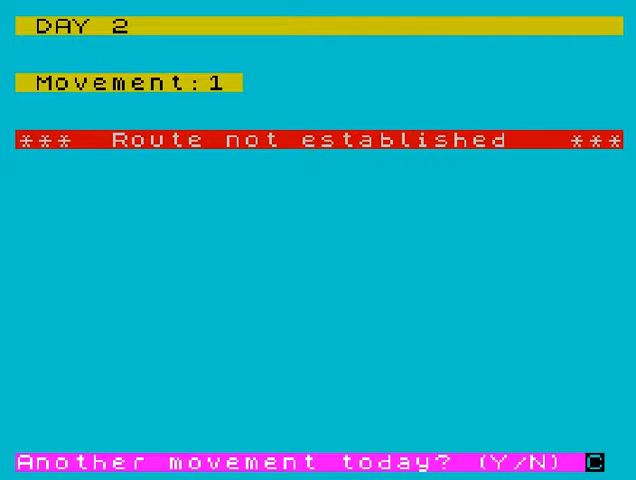 DAY 2
Movement:1
*** Route not established ***
Another movement today? (Y/N) C